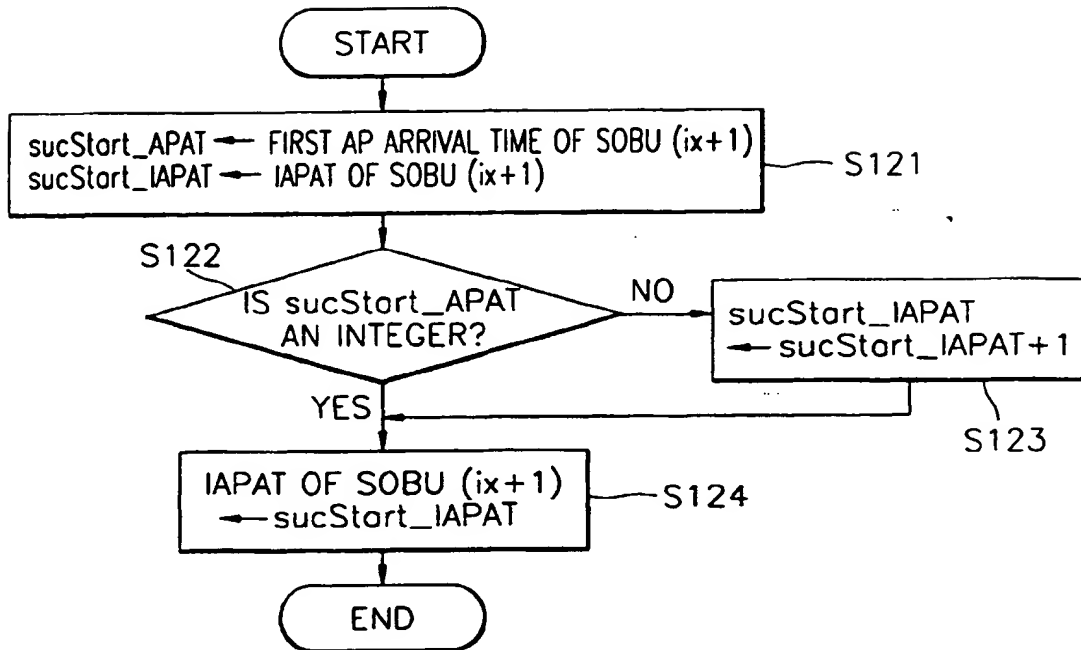 START
sucStart_APAT ← FIRST AP ARRIVAL TIME OF SOBU (ix+1)
sucStart_IAPAT ← IAPAT OF SOBU (ix+1)
S121
S122
IS sucStart_APAT
AN INTEGER?
NO
sucStart_IAPAT
← sucStart_IAPAT+1
S123
YES
IAPAT OF SOBU (ix+1)
← sucStart_IAPAT
S124
END